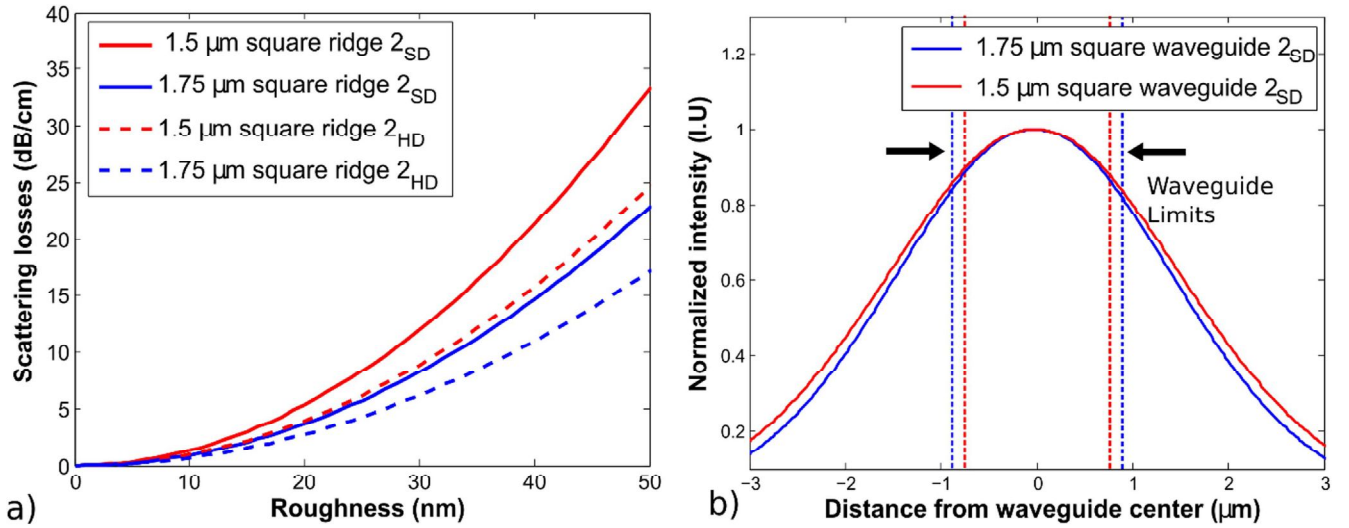 40
35
30
25
20
15
10
5
0
Scattering losses (dB/cm)
1.5 µm square ridge 2SD
1.75 µm square ridge 2SD
1.5 µm square ridge 2HD
1.75 µm square ridge 2HD
0 10 20 30 40 50
Roughness (nm)
a)
1.2
1
0.8
0.6
0.4
0.2
Normalized intensity (I.U)
1.75 µm square waveguide 2SD
1.5 µm square waveguide 2SD
Waveguide
Limits
−3 −2 −1 0 1 2 3
Distance from waveguide center (µm)
b)